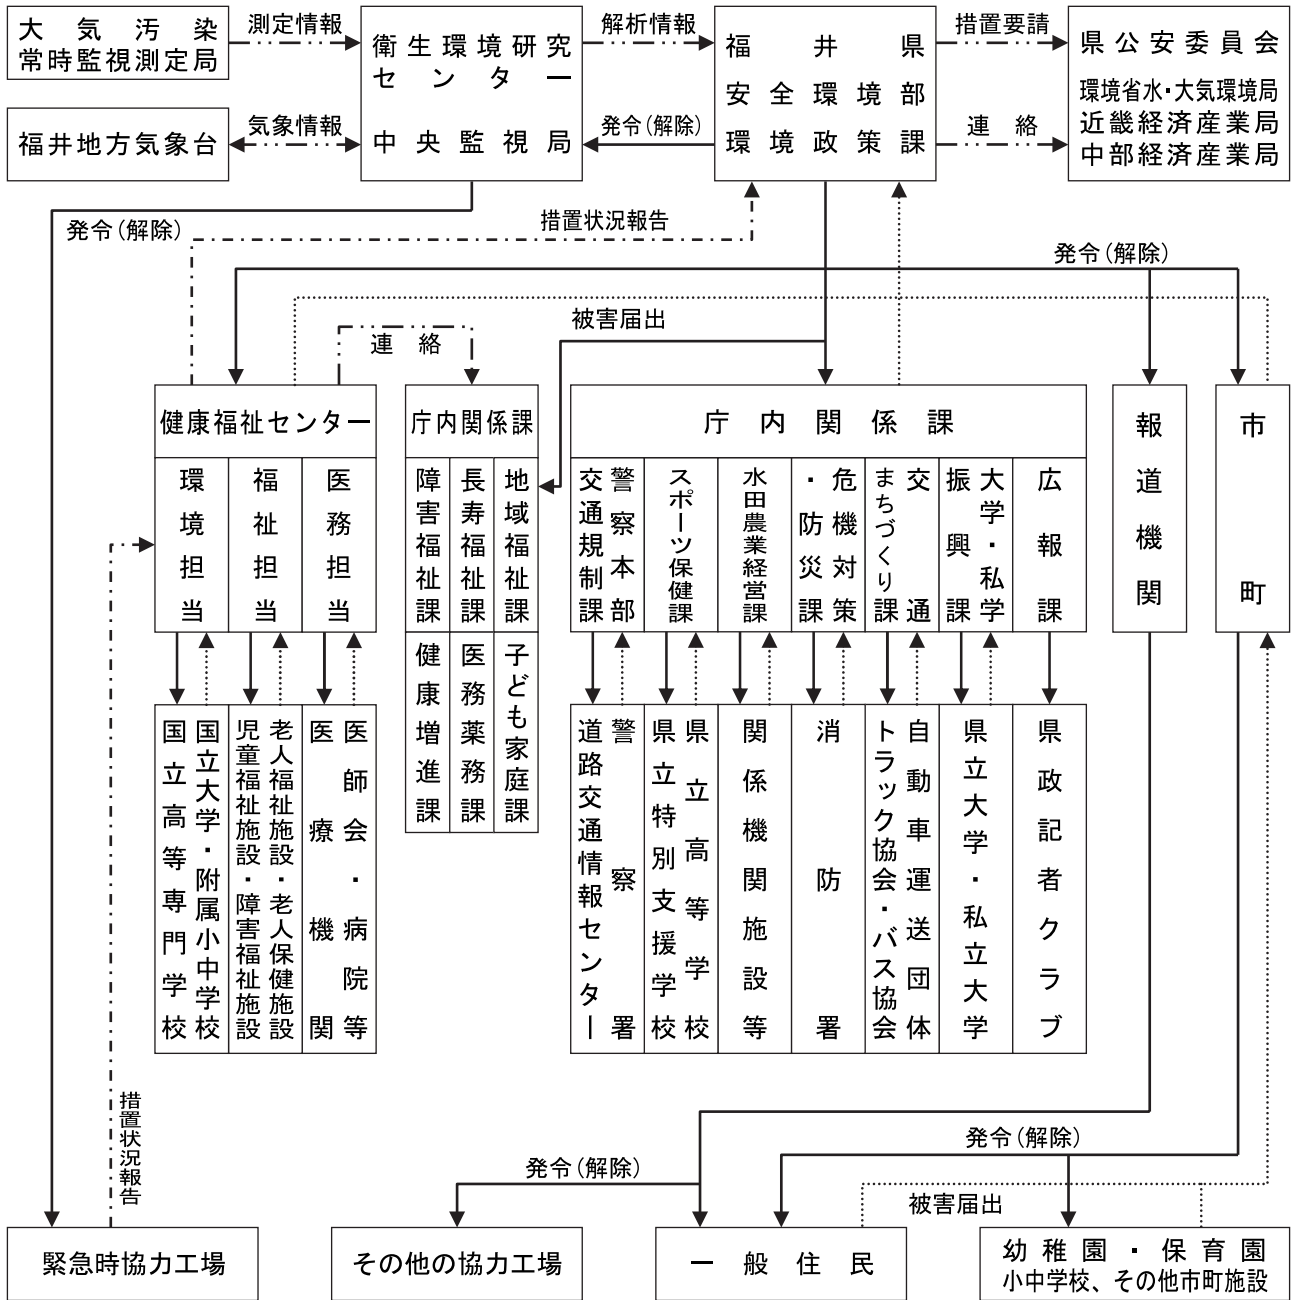 大気汚染
常時監視測定局
測定情報
衛生環境研究
センター
中央監視局
解析情報
福井県
安全環境部
環境政策課
措置要請
県公安委員会
環境省水・大気環境局
近畿経済産業局
中部経済産業局
福井地方気象台
気象情報
発令(解除)
連絡
発令(解除)
措置状況報告
発令(解除)
被害届出
連絡
健康福祉センター
環境担当
福祉担当
医務担当
庁内関係課
障害福祉課
長寿福祉課
地域福祉課
健康増進課
医務薬務課
子ども家庭課
庁内関係課
警察本部
交通規制課
スポーツ保健課
水田農業経営課
危機対策
・防災課
交通
まちづくり課
大学・私学
振興課
広報課
報道機関
市町
国立大学・附属小中学校
国立高等専門学校
老人福祉施設・老人保健施設
児童福祉施設・障害福祉施設
医師会・病院等
医療機関
警察署
道路交通情報センター
県立高等学校
県立特別支援学校
関係機関施設等
消防署
自動車運送団体
トラック協会・バス協会
県立大学・私立大学
県政記者クラブ
措置状況報告
発令(解除)
発令(解除)
被害届出
緊急時協力工場
その他の協力工場
一般住民
幼稚園・保育園
小中学校、その他市町施設